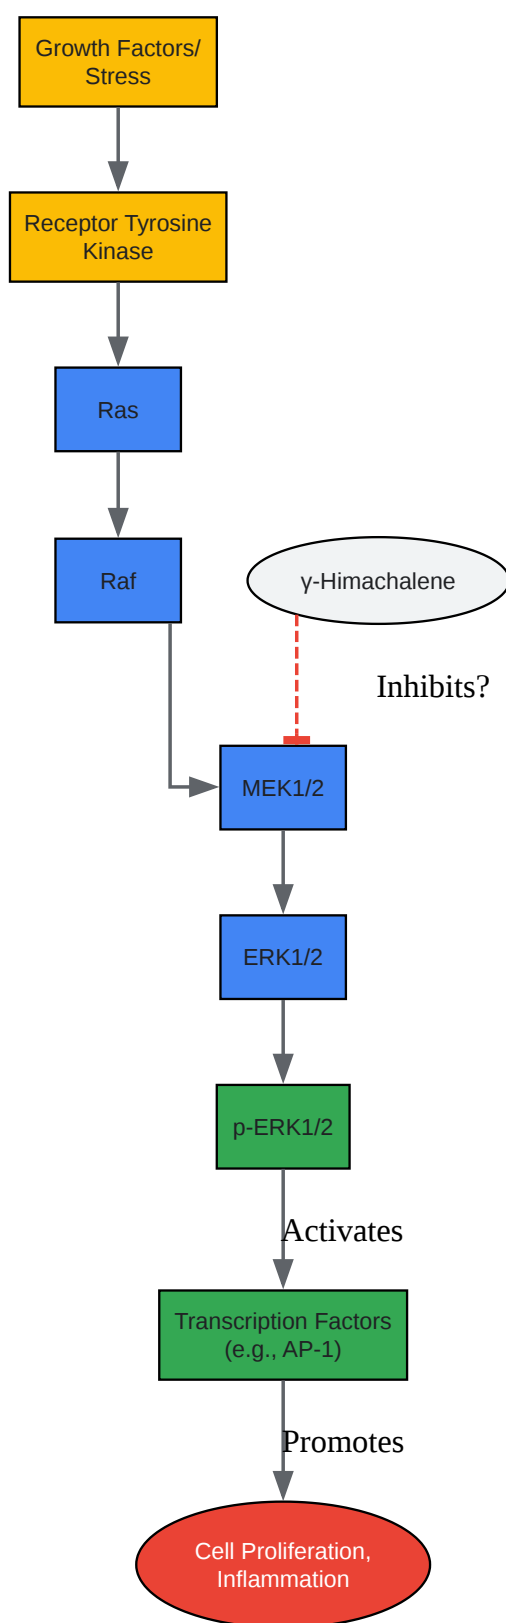 Growth Factors/
Stress
Receptor Tyrosine
Kinase
Ras
Raf
γ-Himachalene
Inhibits?
MEK1/2
ERK1/2
p-ERK1/2
Activates
Transcription Factors
(e.g., AP-1)
Promotes
Cell Proliferation,
Inflammation